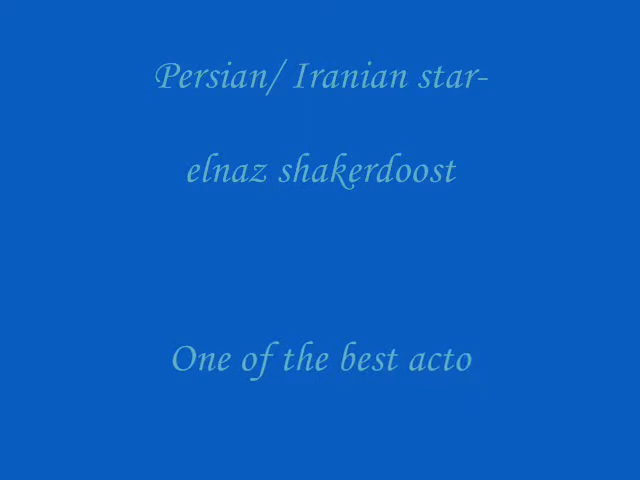 Persian/ Iranian star-
elnaz shakerdoost
One of the best acto